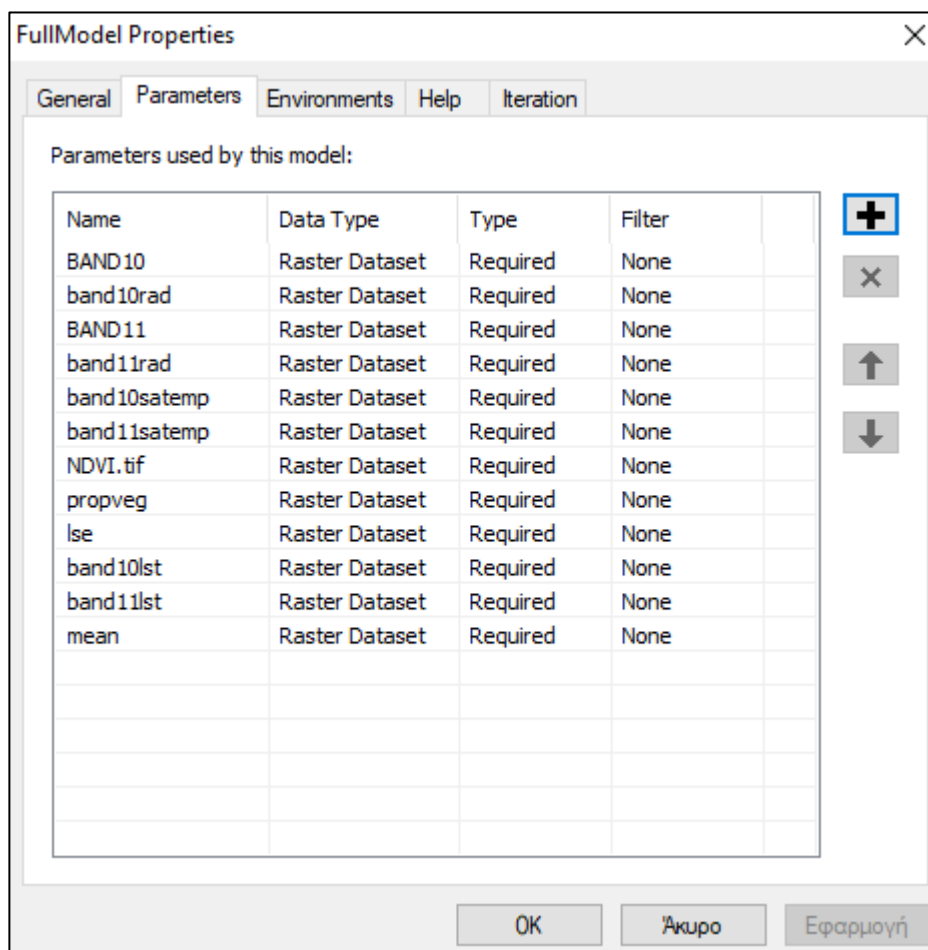 FullModel Properties
General Parameters Environments Help Iteration
Parameters used by this model:
Name Data Type Type Filter
BAND10 Raster Dataset Required None
band10rad Raster Dataset Required None
BAND11 Raster Dataset Required None
band11rad Raster Dataset Required None
band10satemp Raster Dataset Required None
band11satemp Raster Dataset Required None
NDVI.tif Raster Dataset Required None
propveg Raster Dataset Required None
lse Raster Dataset Required None
band10lst Raster Dataset Required None
band11lst Raster Dataset Required None
mean Raster Dataset Required None
OK Άκυρο Εφαρμογή